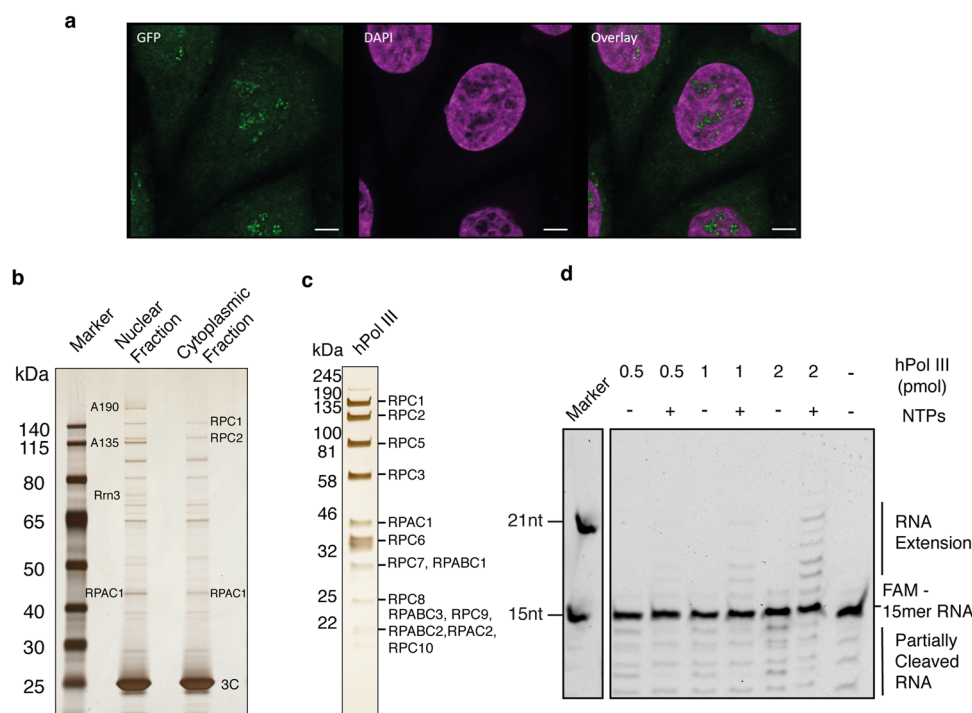 a
GFP
DAPI
Overlay
b
Marker
Nuclear
Fraction
Cytoplasmic
Fraction
kDa
140
115
80
65
50
40
30
25
A190
A135
Rrn3
RPAC1
RPC1
RPC2
RPAC1
3C
c
hPol III
kDa
245
190
135
100
81
58
46
32
25
22
RPC1
RPC2
RPC5
RPC3
RPAC1
RPC6
RPC7, RPABC1
RPC8
RPABC3, RPC9,
RPABC2,RPAC2,
RPC10
d
Marker
0.5 0.5 1 1 2 2 -
hPol III
(pmol)
- + - + - + -
NTPs
21nt
15nt
RNA
Extension
FAM -
15mer RNA
Partially
Cleaved
RNA